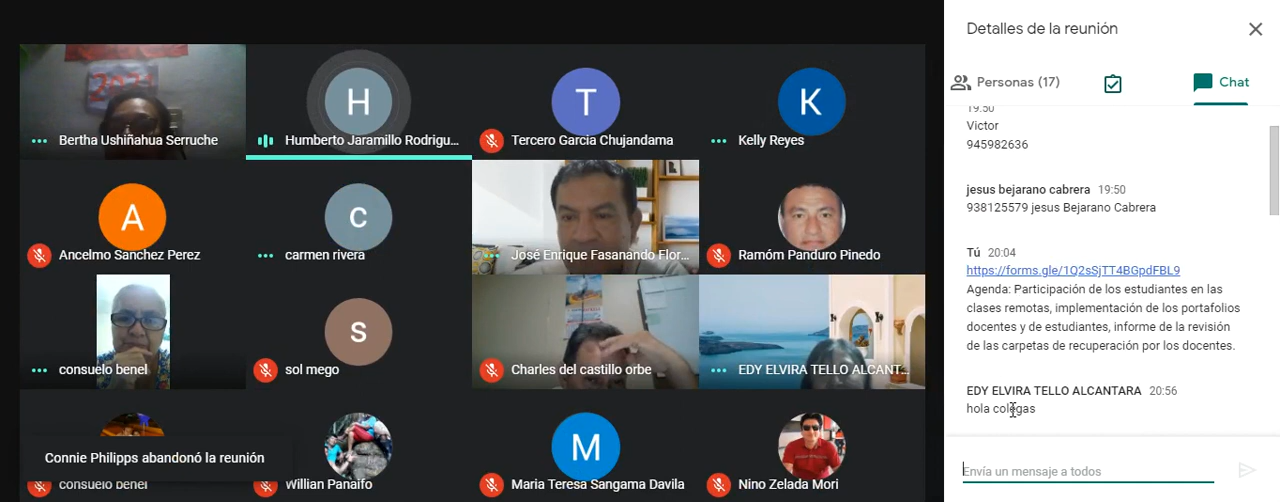 Detalles de la reunión
Personas (17)
Chat
2021
Bertha Ushiñahua Serruche
H
Humberto Jaramillo Rodrigu...
T
Tercero Garcia Chujandama
K
Kelly Reyes
A
Ancelmo Sanchez Perez
c
carmen rivera
José Enrique Fasanando Flor...
Ramóm Panduro Pinedo
consuelo benel
s
sol mego
Charles del castillo orbe
EDY ELVIRA TELLO ALCANT...
Connie Philipps abandonó la reunión
consuelo benel
Willian Panaifo
M
Maria Teresa Sangama Davila
Nino Zelada Mori
19:50
Victor
945982636
jesus bejarano cabrera 19:50
938125579 jesus Bejarano Cabrera
Tú 20:04
https://forms.gle/1Q2sSjTT4BGpdFBL9
Agenda: Participación de los estudiantes en las
clases remotas, implementación de los portafolios
docentes y de estudiantes, informe de la revisión
de las carpetas de recuperación por los docentes.
EDY ELVIRA TELLO ALCANTARA 20:56
hola colegas
Envía un mensaje a todos